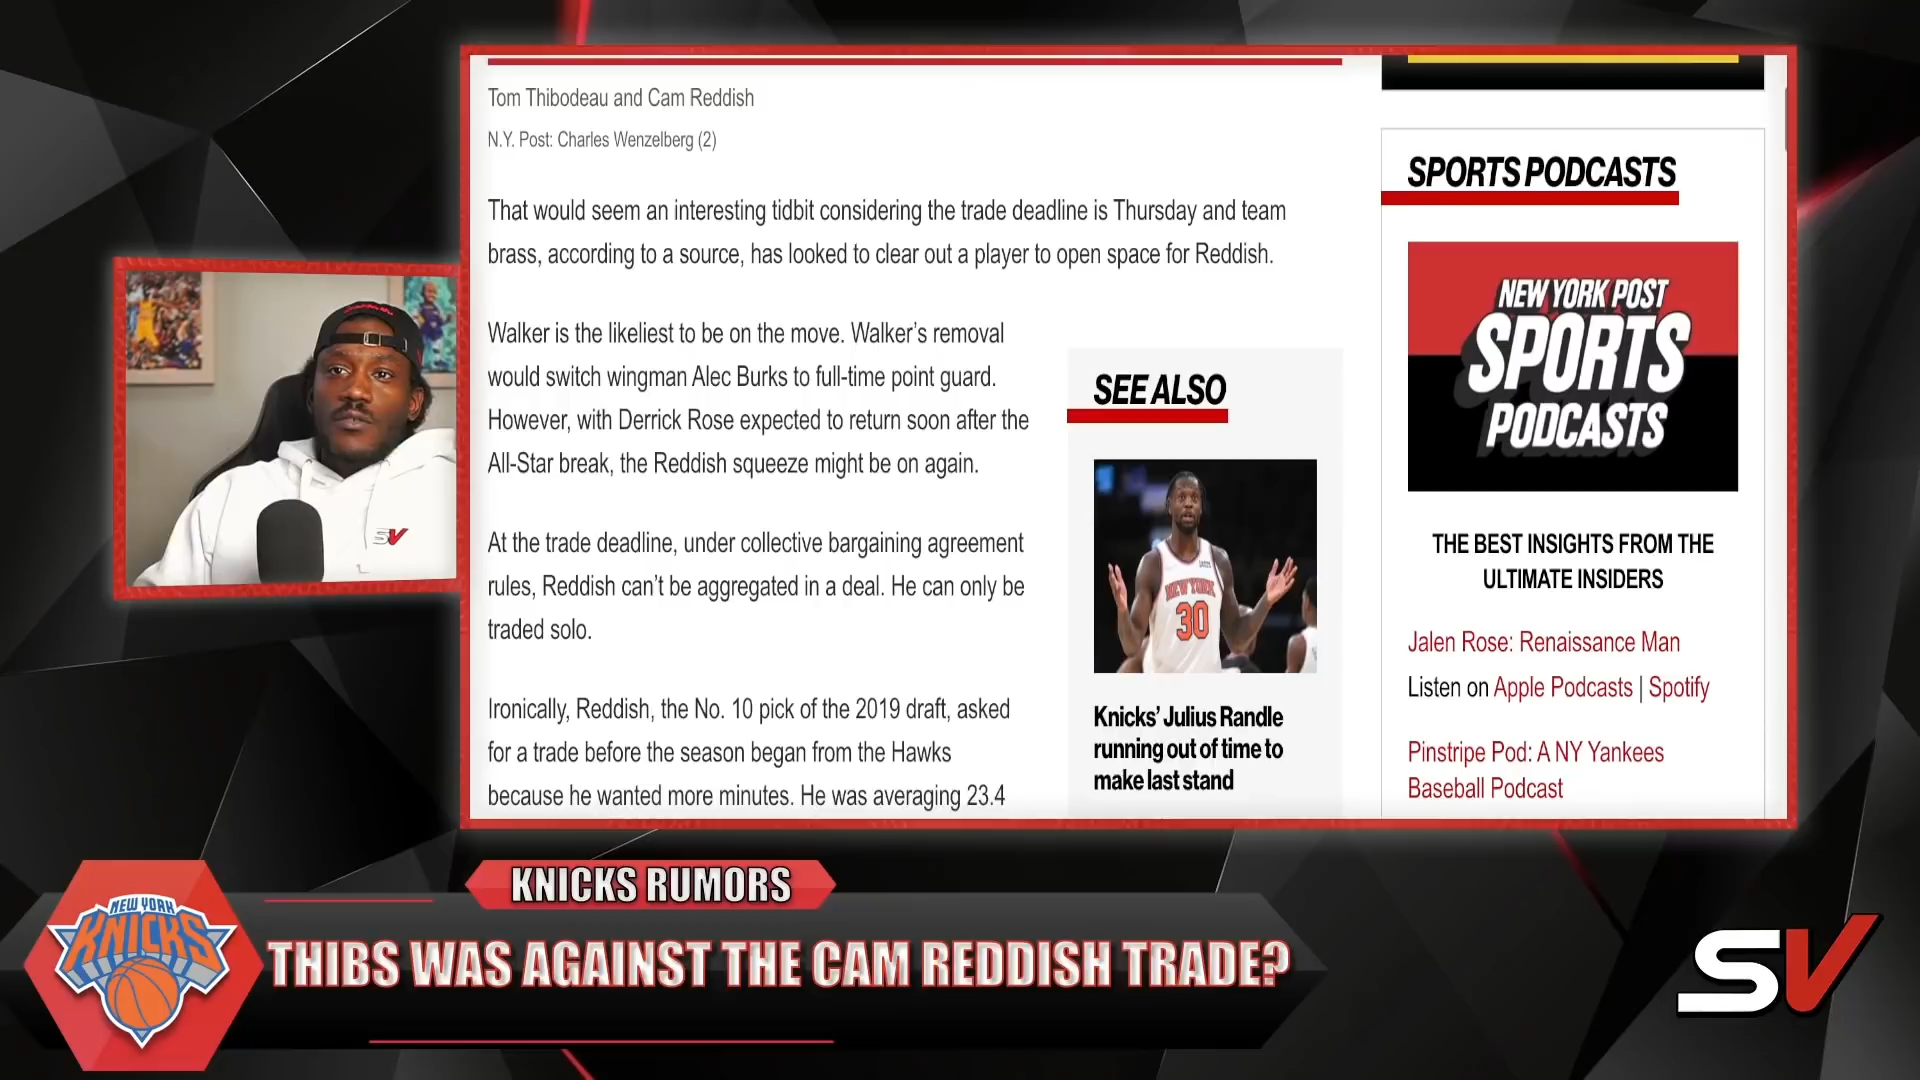 Tom Thibodeau and Cam Reddish
N.Y. Post: Charles Wenzelberg (2)
That would seem an interesting tidbit considering the trade deadline is Thursday and team
brass, according to a source, has looked to clear out a player to open space for Reddish.
Walker is the likeliest to be on the move. Walker’s removal
would switch wingman Alec Burks to full-time point guard.
However, with Derrick Rose expected to return soon after the
All-Star break, the Reddish squeeze might be on again.
At the trade deadline, under collective bargaining agreement
rules, Reddish can’t be aggregated in a deal. He can only be
traded solo.
Ironically, Reddish, the No. 10 pick of the 2019 draft, asked
for a trade before the season began from the Hawks
because he wanted more minutes. He was averaging 23.4
SEE ALSO
NEW YORK
30
Knicks’ Julius Randle
running out of time to
make last stand
SPORTS PODCASTS
NEW YORK POST
SPORTS
PODCASTS
THE BEST INSIGHTS FROM THE
ULTIMATE INSIDERS
Jalen Rose: Renaissance Man
Listen on Apple Podcasts | Spotify
Pinstripe Pod: A NY Yankees
Baseball Podcast
SV
KNICKS RUMORS
NEW YORK
KNICKS
THIBS WAS AGAINST THE CAM REDDISH TRADE?
SV